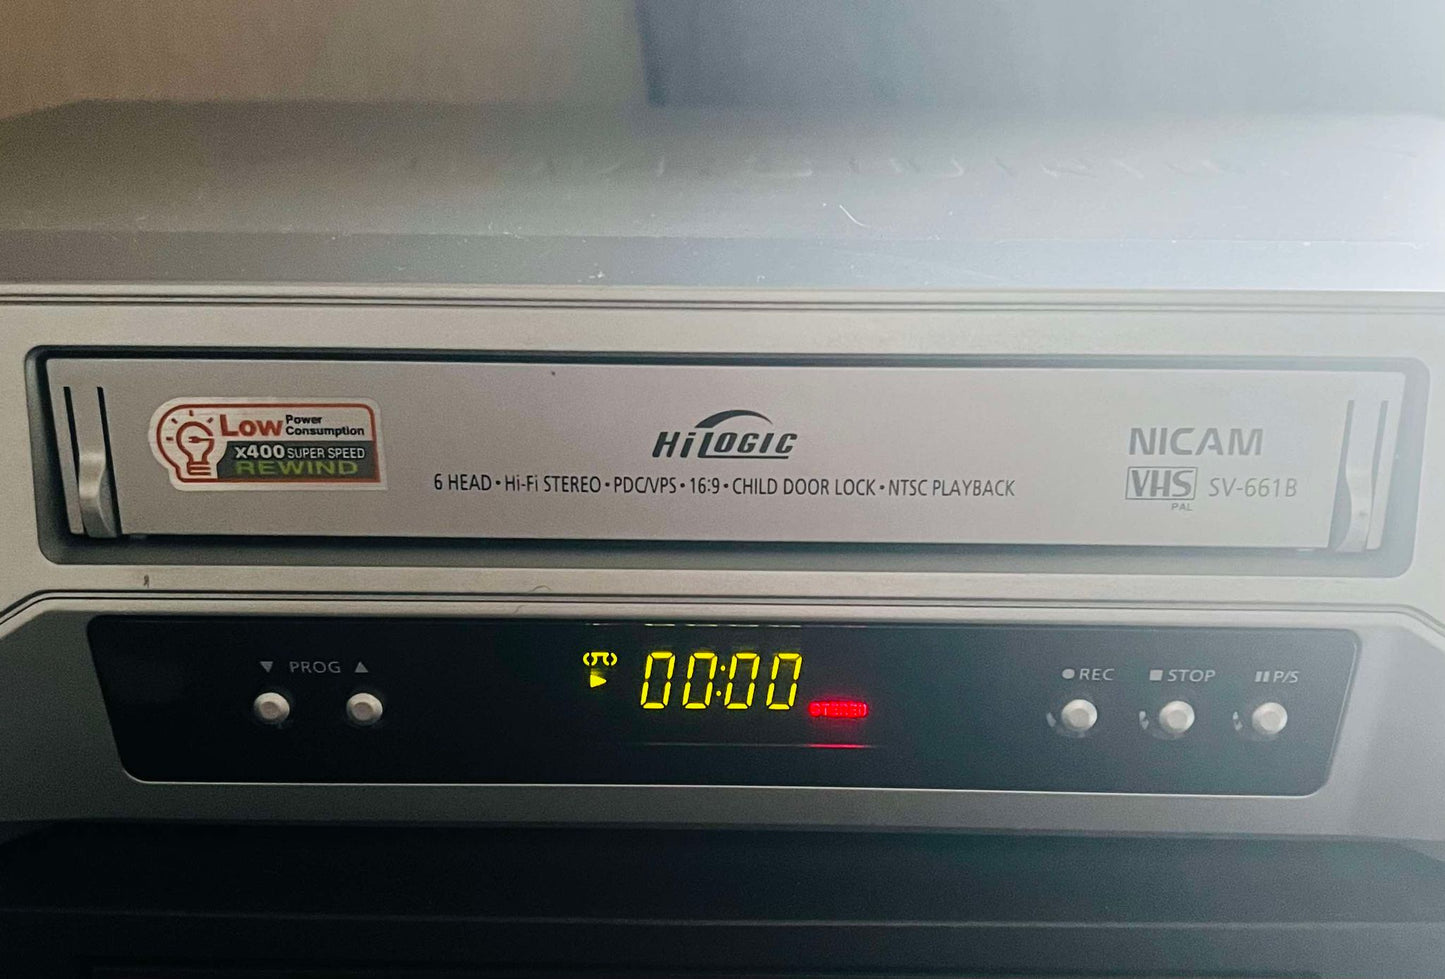 Low Power Consumption
x400 SUPER SPEED
REWIND
HiLOGIC
6 HEAD • Hi-Fi STEREO • PDC/VPS • 16:9 • CHILD DOOR LOCK • NTSC PLAYBACK
NICAM
VHS SV-661B
PAL
▼ PROG ▲
00:00
STEREO
● REC
■ STOP
▮▮ P/S